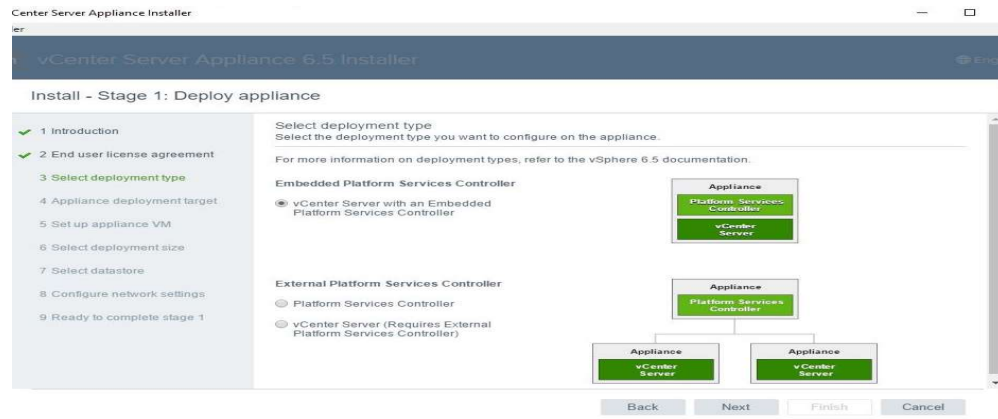 Center Server Appliance Installer
ler
vCenter Server Appliance 6.5 Installer
Eng
Install - Stage 1: Deploy appliance
1 Introduction
2 End user license agreement
3 Select deployment type
4 Appliance deployment target
5 Set up appliance VM
6 Select deployment size
7 Select datastore
8 Configure network settings
9 Ready to complete stage 1
Select deployment type
Select the deployment type you want to configure on the appliance.
For more information on deployment types, refer to the vSphere 6.5 documentation.
Embedded Platform Services Controller
vCenter Server with an Embedded
Platform Services Controller
Appliance
Platform Services
Controller
vCenter
Server
External Platform Services Controller
Platform Services Controller
vCenter Server (Requires External
Platform Services Controller)
Appliance
Platform Services
Controller
Appliance
vCenter
Server
Appliance
vCenter
Server
Back
Next
Finish
Cancel